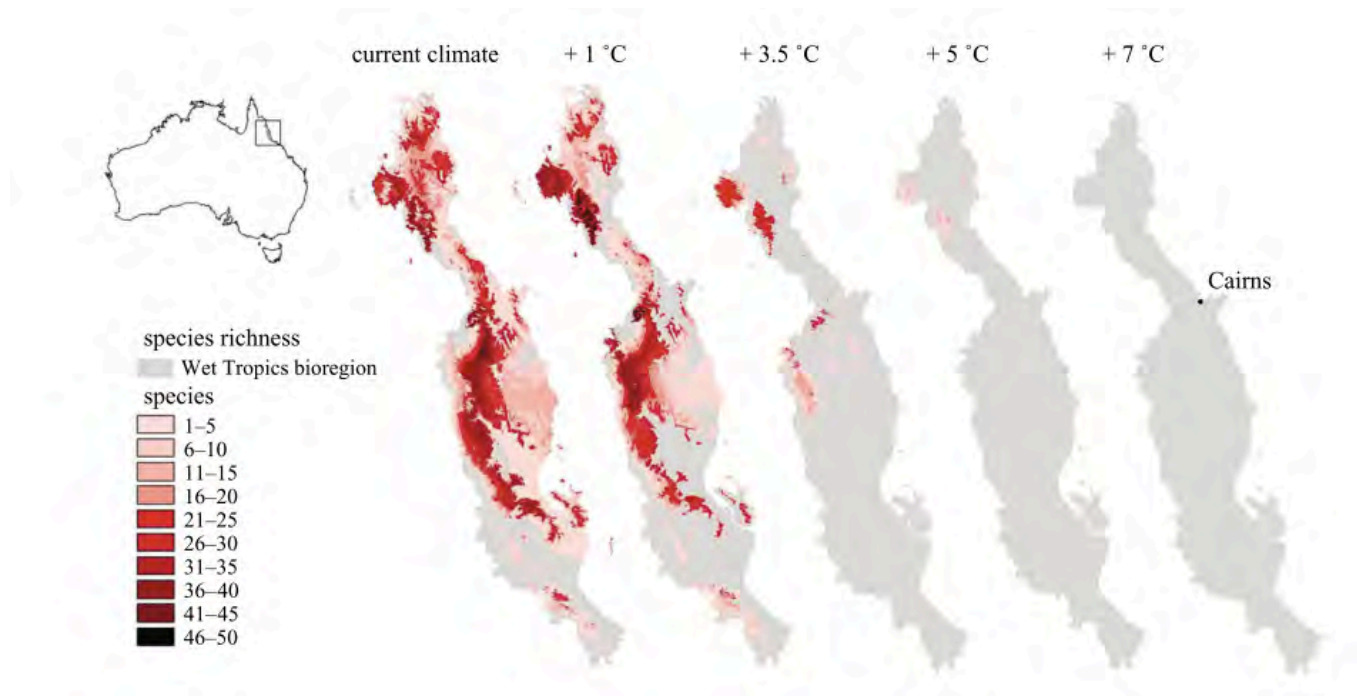 current climate
+ 1 ˚C
+ 3.5 ˚C
+ 5 ˚C
+ 7 ˚C
Cairns
species richness
Wet Tropics bioregion
species
1–5
6–10
11–15
16–20
21–25
26–30
31–35
36–40
41–45
46–50